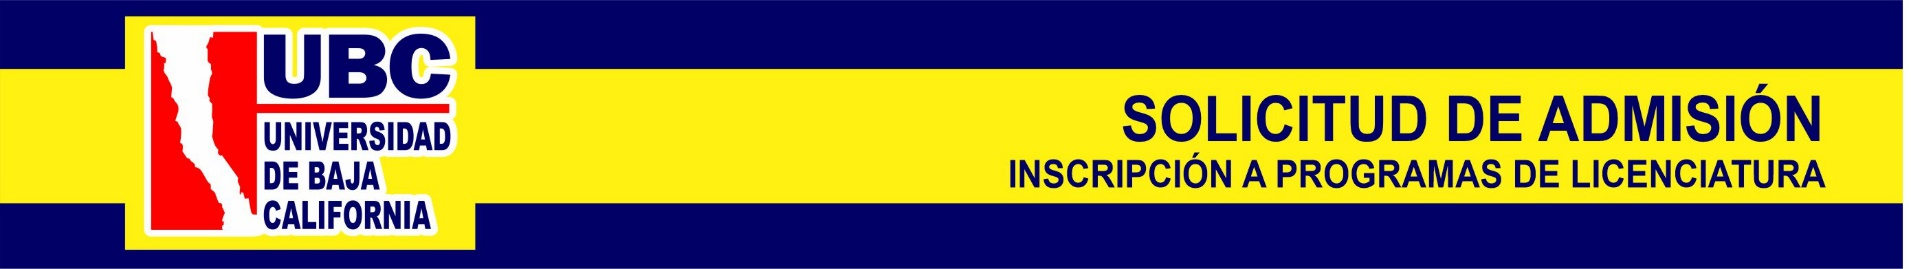 UBC
UNIVERSIDAD
DE BAJA
CALIFORNIA
SOLICITUD DE ADMISIÓN
INSCRIPCIÓN A PROGRAMAS DE LICENCIATURA